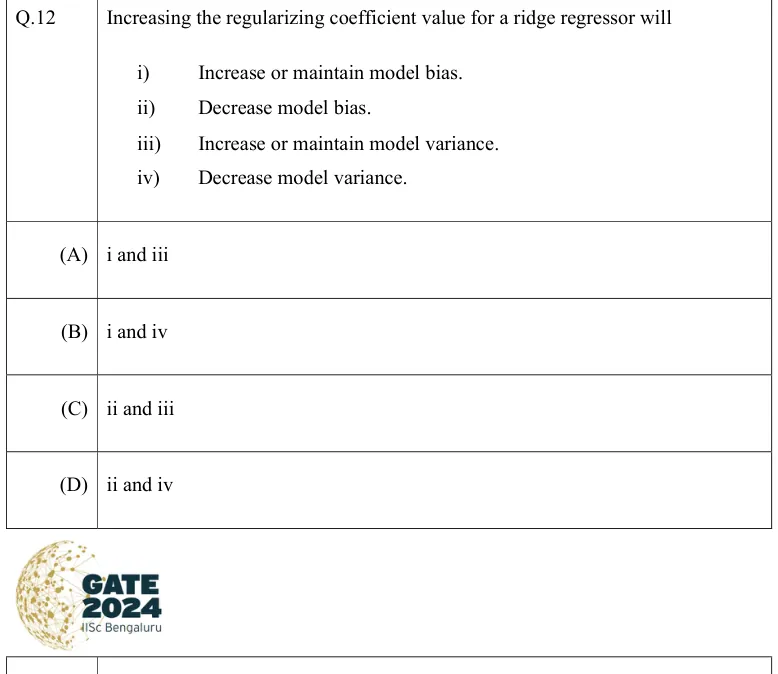 Q.12 Increasing the regularizing coefficient value for a ridge regressor will
i) Increase or maintain model bias.
ii) Decrease model bias.
iii) Increase or maintain model variance.
iv) Decrease model variance.
(A) i and iii
(B) i and iv
(C) ii and iii
(D) ii and iv
GATE
2024
IISc Bengaluru